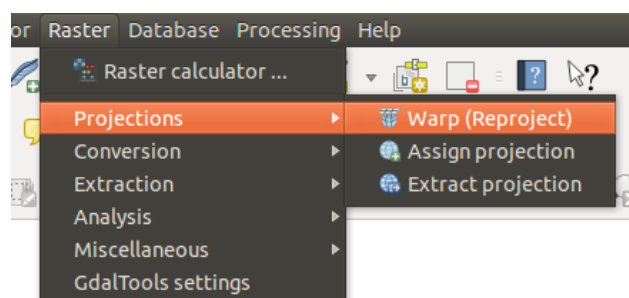 or Raster Database Processing Help
Raster calculator ...
Projections
Warp (Reproject)
Conversion
Assign projection
Extraction
Extract projection
Analysis
Miscellaneous
GdalTools settings